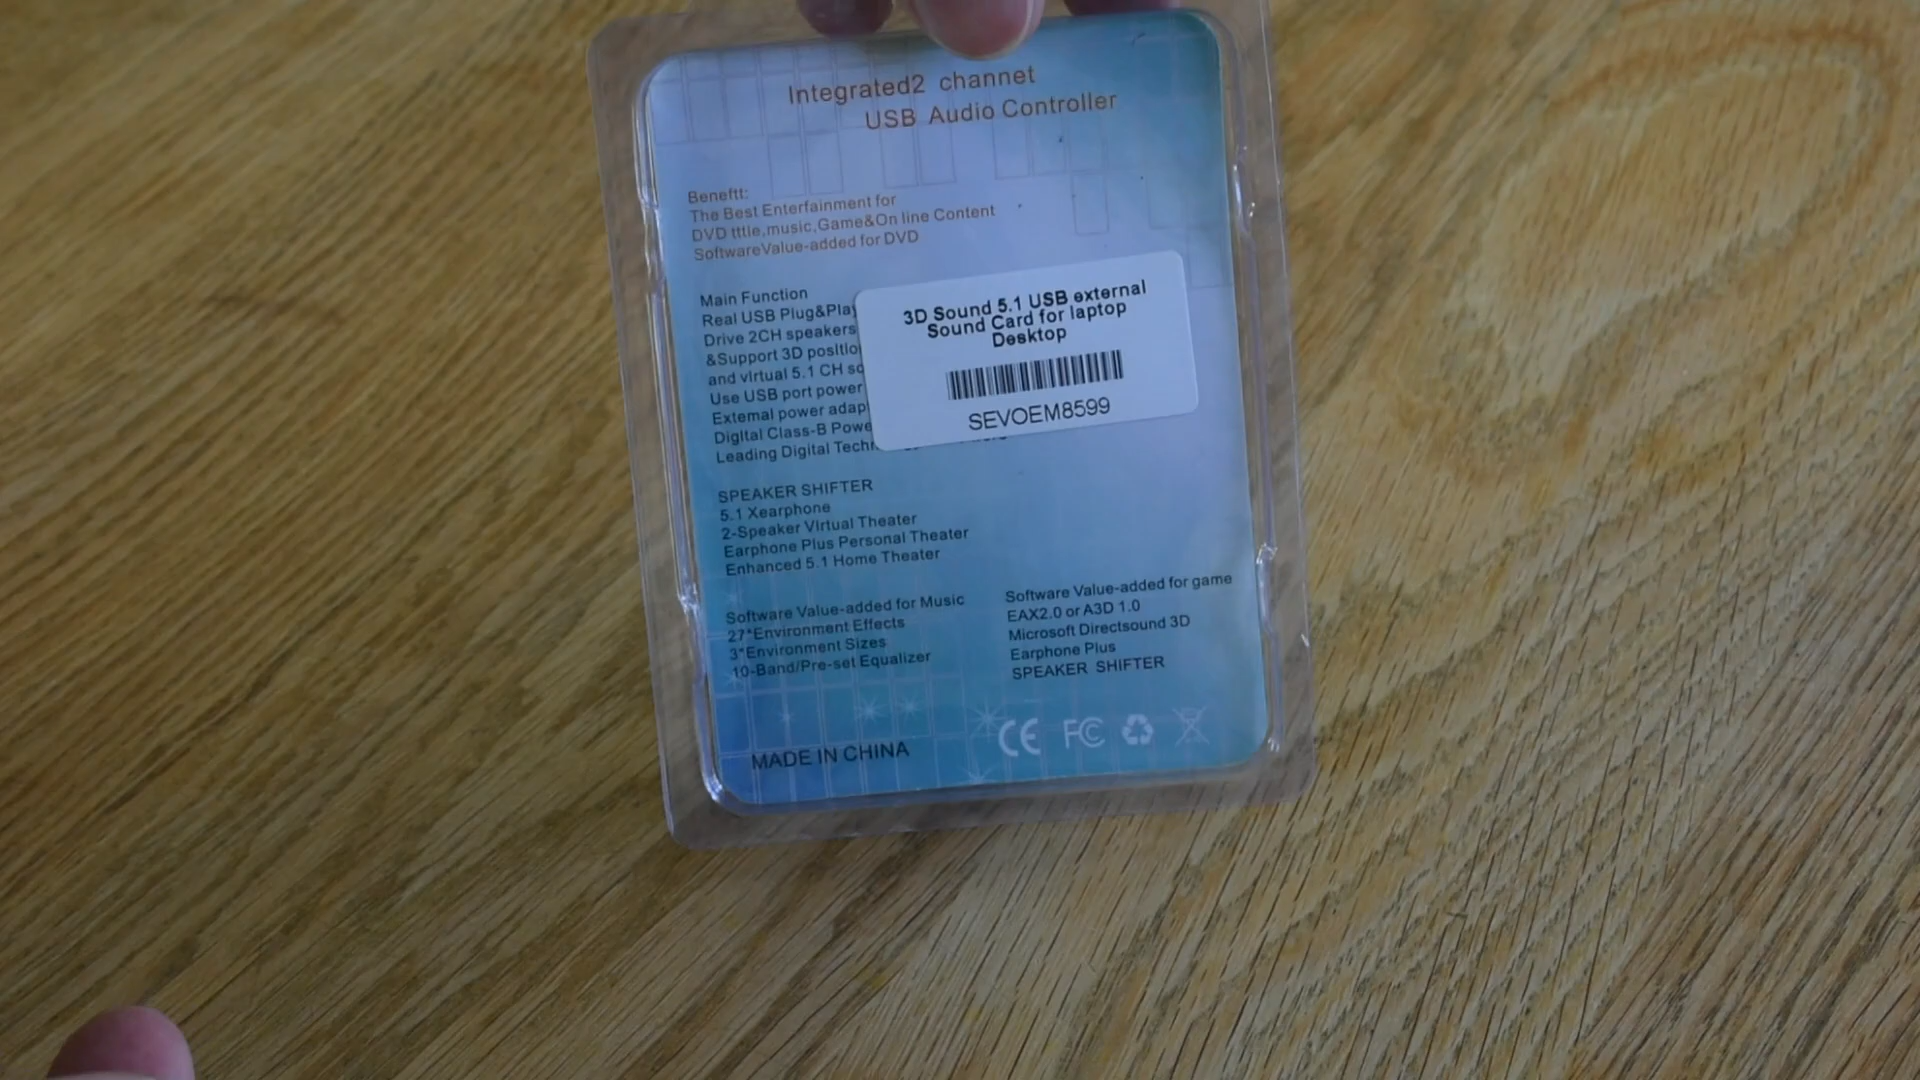 Integrated2 channet
USB Audio Controller
Beneftt:
The Best Enterfainment for
DVD tttle,music,Game&On line Content
SoftwareValue-added for DVD
Main Function
Real USB Plug&Play
Drive 2CH speakers
&Support 3D positio
and virtual 5.1 CH so
Use USB port power
External power adap
Digital Class-B Powe
Leading Digital Techn
3D Sound 5.1 USB external
Sound Card for laptop
Desktop
SEVOEM8599
SPEAKER SHIFTER
5.1 Xearphone
2-Speaker Virtual Theater
Earphone Plus Personal Theater
Enhanced 5.1 Home Theater
Software Value-added for Music
27*Environment Effects
3*Environment Sizes
10-Band/Pre-set Equalizer
Software Value-added for game
EAX2.0 or A3D 1.0
Microsoft Directsound 3D
Earphone Plus
SPEAKER SHIFTER
MADE IN CHINA
CE FC